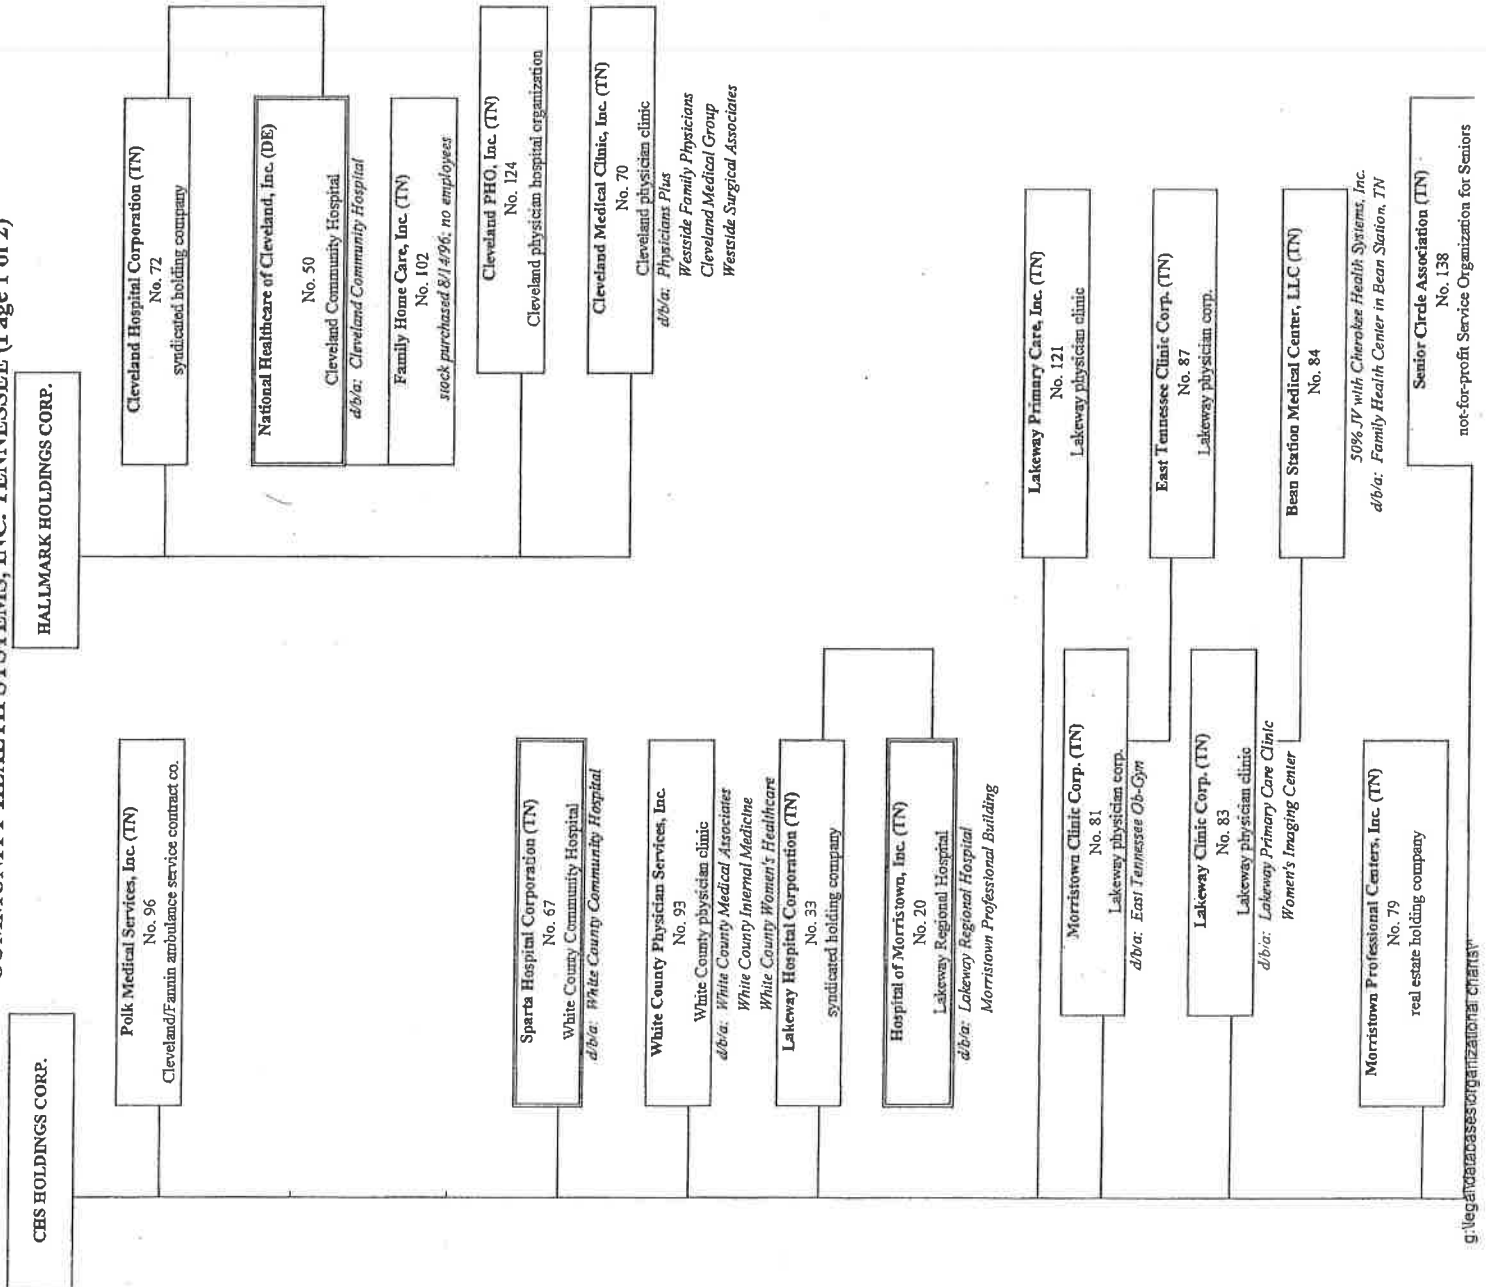 COMMUNITY HEALTH SYSTEMS, INC. TENNESSEE (Page 1 of 2)
CHS HOLDINGS CORP.
HALLMARK HOLDINGS CORP.
Polk Medical Services, Inc. (TN)
No. 96
Cleveland/Fannin ambulance service contract co.
Cleveland Hospital Corporation (TN)
No. 72
syndicated holding company
National Healthcare of Cleveland, Inc. (DE)
No. 50
Cleveland Community Hospital
d/b/a: Cleveland Community Hospital
Family Home Care, Inc. (TN)
No. 102
stock purchased 8/14/96: no employees
Cleveland PHO, Inc. (TN)
No. 124
Cleveland physician hospital organization
Cleveland Medical Clinic, Inc. (TN)
No. 70
Cleveland physician clinic
d/b/a: Physicians Plus
Westside Family Physicians
Cleveland Medical Group
Westside Surgical Associates
Sparta Hospital Corporation (TN)
No. 67
White County Community Hospital
d/b/a: White County Community Hospital
White County Physician Services, Inc.
No. 93
White County physician clinic
d/b/a: White County Medical Associates
White County Internal Medicine
White County Women's Healthcare
Lakeway Hospital Corporation (TN)
No. 33
syndicated holding company
Hospital of Morristown, Inc. (TN)
No. 20
Lakeway Regional Hospital
d/b/a: Lakeway Regional Hospital
Morristown Professional Building
Lakeway Primary Care, Inc. (TN)
No. 121
Lakeway physician clinic
Morristown Clinic Corp. (TN)
No. 81
Lakeway physician corp.
d/b/a: East Tennessee Ob-Gyn
East Tennessee Clinic Corp. (TN)
No. 87
Lakeway physician corp.
Lakeway Clinic Corp. (TN)
No. 83
Lakeway physician clinic
d/b/a: Lakeway Primary Care Clinic
Women's Imaging Center
Bean Station Medical Center, LLC (TN)
No. 84
50% JV with Cherokee Health Systems, Inc.
d/b/a: Family Health Center in Bean Station, TN
Morristown Professional Centers, Inc. (TN)
No. 79
real estate holding company
Senior Circle Association (TN)
No. 138
not-for-profit Service Organization for Seniors